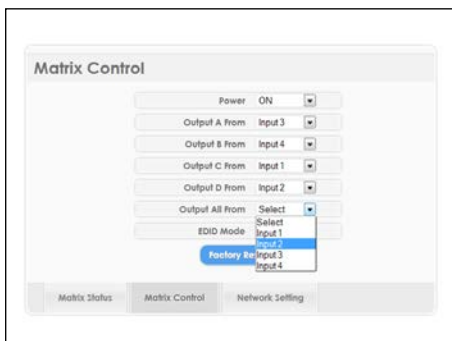 Matrix Control
Power ON
Output A From Input 3
Output B From Input 4
Output C From Input 1
Output D From Input 2
Output All From Select
Select
Input 1
EDID Mode
Input 2
Factory
Input 3
Input 4
Matrix Status Matrix Control Network Setting